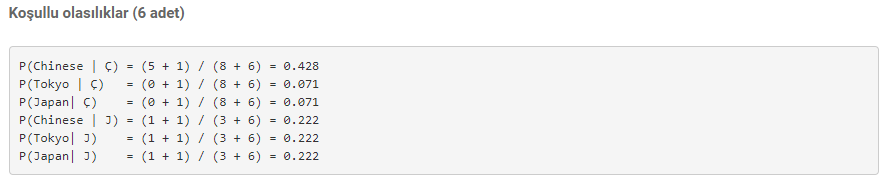 Koşullu olasılıklar (6 adet)
P(Chinese | Ç) = (5 + 1) / (8 + 6) = 0.428
P(Tokyo | Ç)   = (0 + 1) / (8 + 6) = 0.071
P(Japan| Ç)    = (0 + 1) / (8 + 6) = 0.071
P(Chinese | J) = (1 + 1) / (3 + 6) = 0.222
P(Tokyo| J)    = (1 + 1) / (3 + 6) = 0.222
P(Japan| J)    = (1 + 1) / (3 + 6) = 0.222